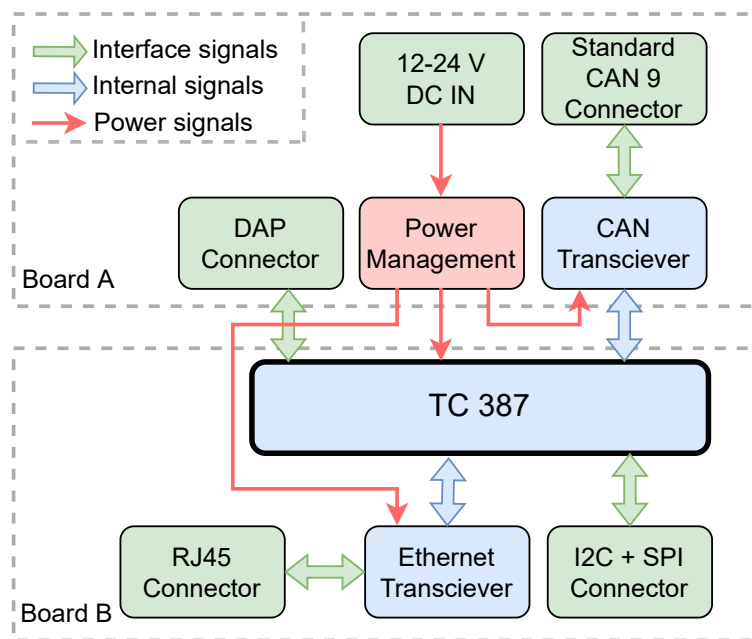 Interface signals
Internal signals
Power signals
12-24 V
DC IN
Standard
CAN 9
Connector
DAP
Connector
Power
Management
CAN
Transciever
Board A
TC 387
RJ45
Connector
Ethernet
Transciever
I2C + SPI
Connector
Board B